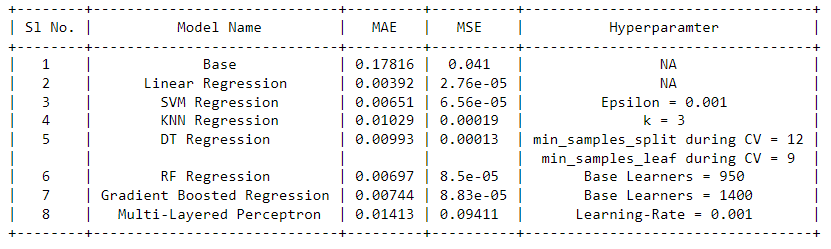 Sl No. | Model Name | MAE | MSE | Hyperparamter
1 | Base | 0.17816 | 0.041 | NA
2 | Linear Regression | 0.00392 | 2.76e-05 | NA
3 | SVM Regression | 0.00651 | 6.56e-05 | Epsilon = 0.001
4 | KNN Regression | 0.01029 | 0.00019 | k = 3
5 | DT Regression | 0.00993 | 0.00013 | min_samples_split during CV = 12
min_samples_leaf during CV = 9
6 | RF Regression | 0.00697 | 8.5e-05 | Base Learners = 950
7 | Gradient Boosted Regression | 0.00744 | 8.83e-05 | Base Learners = 1400
8 | Multi-Layered Perceptron | 0.01413 | 0.09411 | Learning-Rate = 0.001